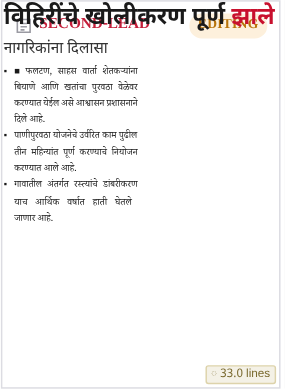 विहिरींचे खोलीकरण पूर्ण झाले
SECOND LEAD
EDITING
नागरिकांना दिलासा
• ■ फलटण, साहस वार्ता शेतकऱ्यांना
बियाणे आणि खतांचा पुरवठा वेळेवर
करण्यात येईल असे आश्वासन प्रशासनाने
दिले आहे.
• पाणीपुरवठा योजनेचे उर्वरित काम पुढील
तीन महिन्यांत पूर्ण करण्याचे नियोजन
करण्यात आले आहे.
• गावातील अंतर्गत रस्त्यांचे डांबरीकरण
याच आर्थिक वर्षात हाती घेतले
जाणार आहे.
33.0 lines